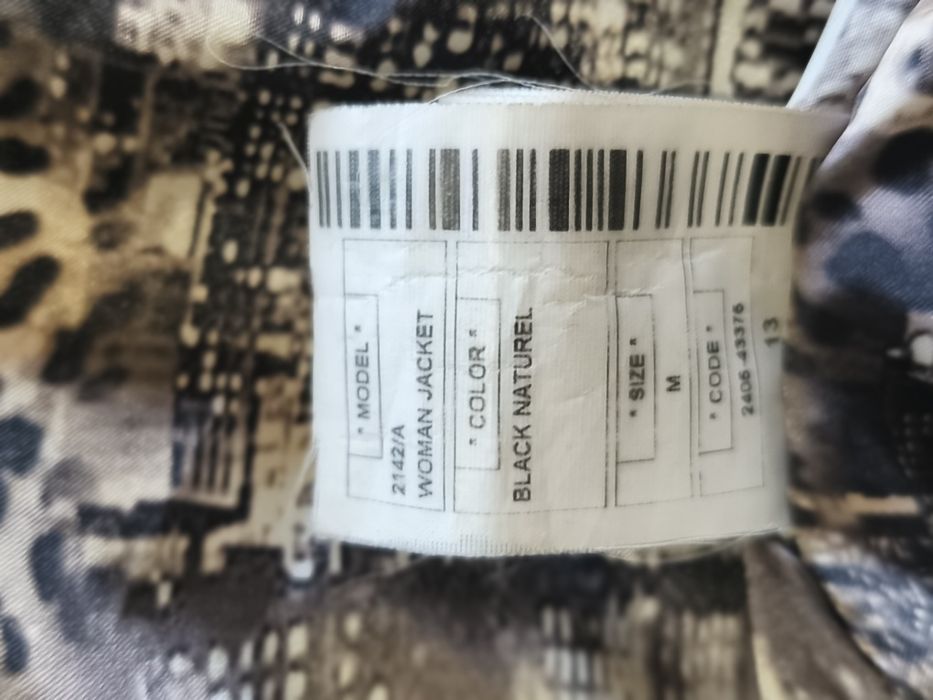 * MODEL *
2142/A
WOMAN JACKET
* COLOR *
BLACK NATUREL
* SIZE *
M
* CODE *
2406-43376
13